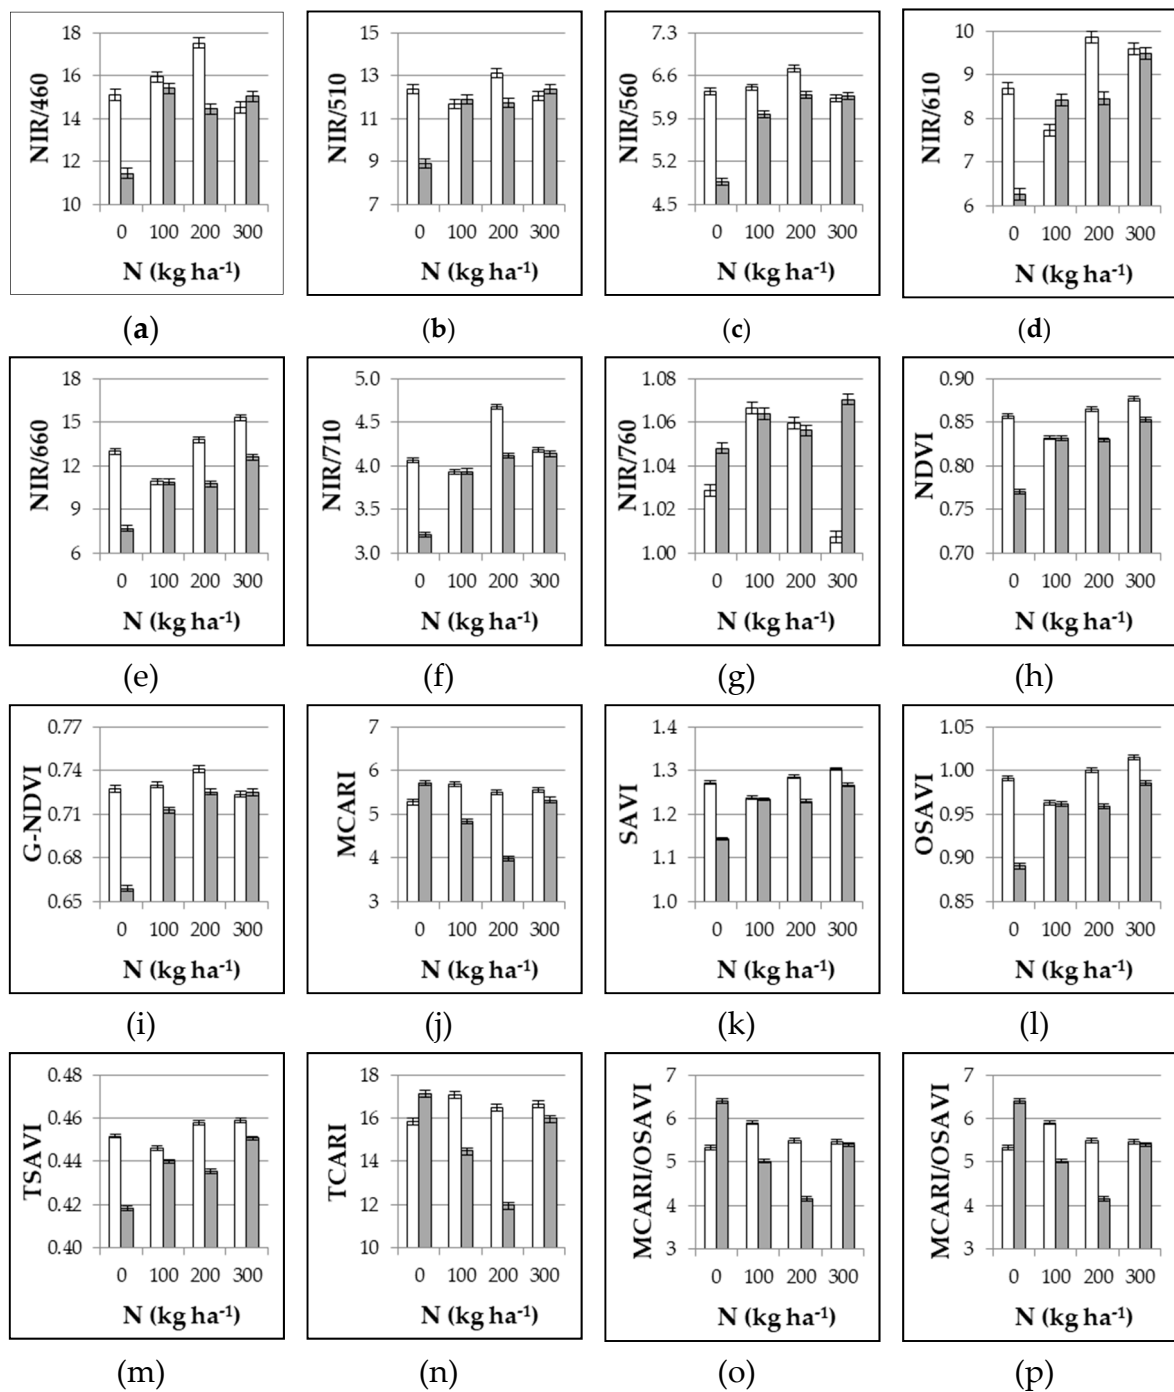 NIR/460
18
16
14
12
10
0 100 200 300
N (kg ha-1)
(a)
NIR/510
15
13
11
9
7
0 100 200 300
N (kg ha-1)
(b)
NIR/560
7.3
6.6
5.9
5.2
4.5
0 100 200 300
N (kg ha-1)
(c)
NIR/610
10
9
8
7
6
0 100 200 300
N (kg ha-1)
(d)
NIR/660
18
15
12
9
6
0 100 200 300
N (kg ha-1)
(e)
NIR/710
5.0
4.5
4.0
3.5
3.0
0 100 200 300
N (kg ha-1)
(f)
NIR/760
1.08
1.06
1.04
1.02
1.00
0 100 200 300
N (kg ha-1)
(g)
NDVI
0.90
0.85
0.80
0.75
0.70
0 100 200 300
N (kg ha-1)
(h)
G-NDVI
0.77
0.74
0.71
0.68
0.65
0 100 200 300
N (kg ha-1)
(i)
MCARI
7
6
5
4
3
0 100 200 300
N (kg ha-1)
(j)
SAVI
1.4
1.3
1.2
1.1
1.0
0 100 200 300
N (kg ha-1)
(k)
OSAVI
1.05
1.00
0.95
0.90
0.85
0 100 200 300
N (kg ha-1)
(l)
TSAVI
0.48
0.46
0.44
0.42
0.40
0 100 200 300
N (kg ha-1)
(m)
TCARI
18
16
14
12
10
0 100 200 300
N (kg ha-1)
(n)
MCARI/OSAVI
7
6
5
4
3
0 100 200 300
N (kg ha-1)
(o)
MCARI/OSAVI
7
6
5
4
3
0 100 200 300
N (kg ha-1)
(p)